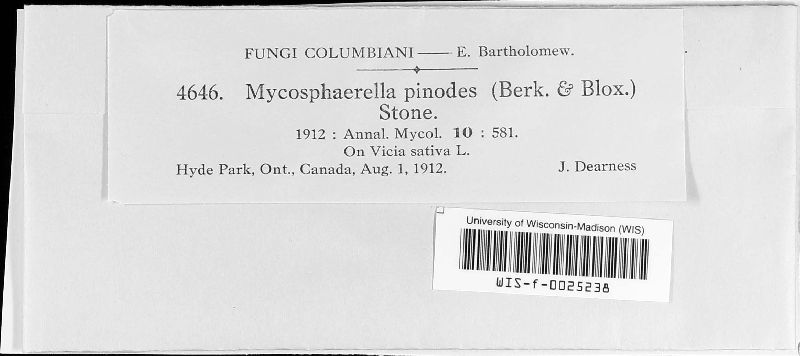 FUNGI COLUMBIANI — E. Bartholomew.
4646. Mycosphaerella pinodes (Berk. & Blox.)
Stone.
1912 : Annal. Mycol. 10 : 581.
On Vicia sativa L.
Hyde Park, Ont., Canada, Aug. 1, 1912. J. Dearness
University of Wisconsin-Madison (WIS)
WIS-f-0025238